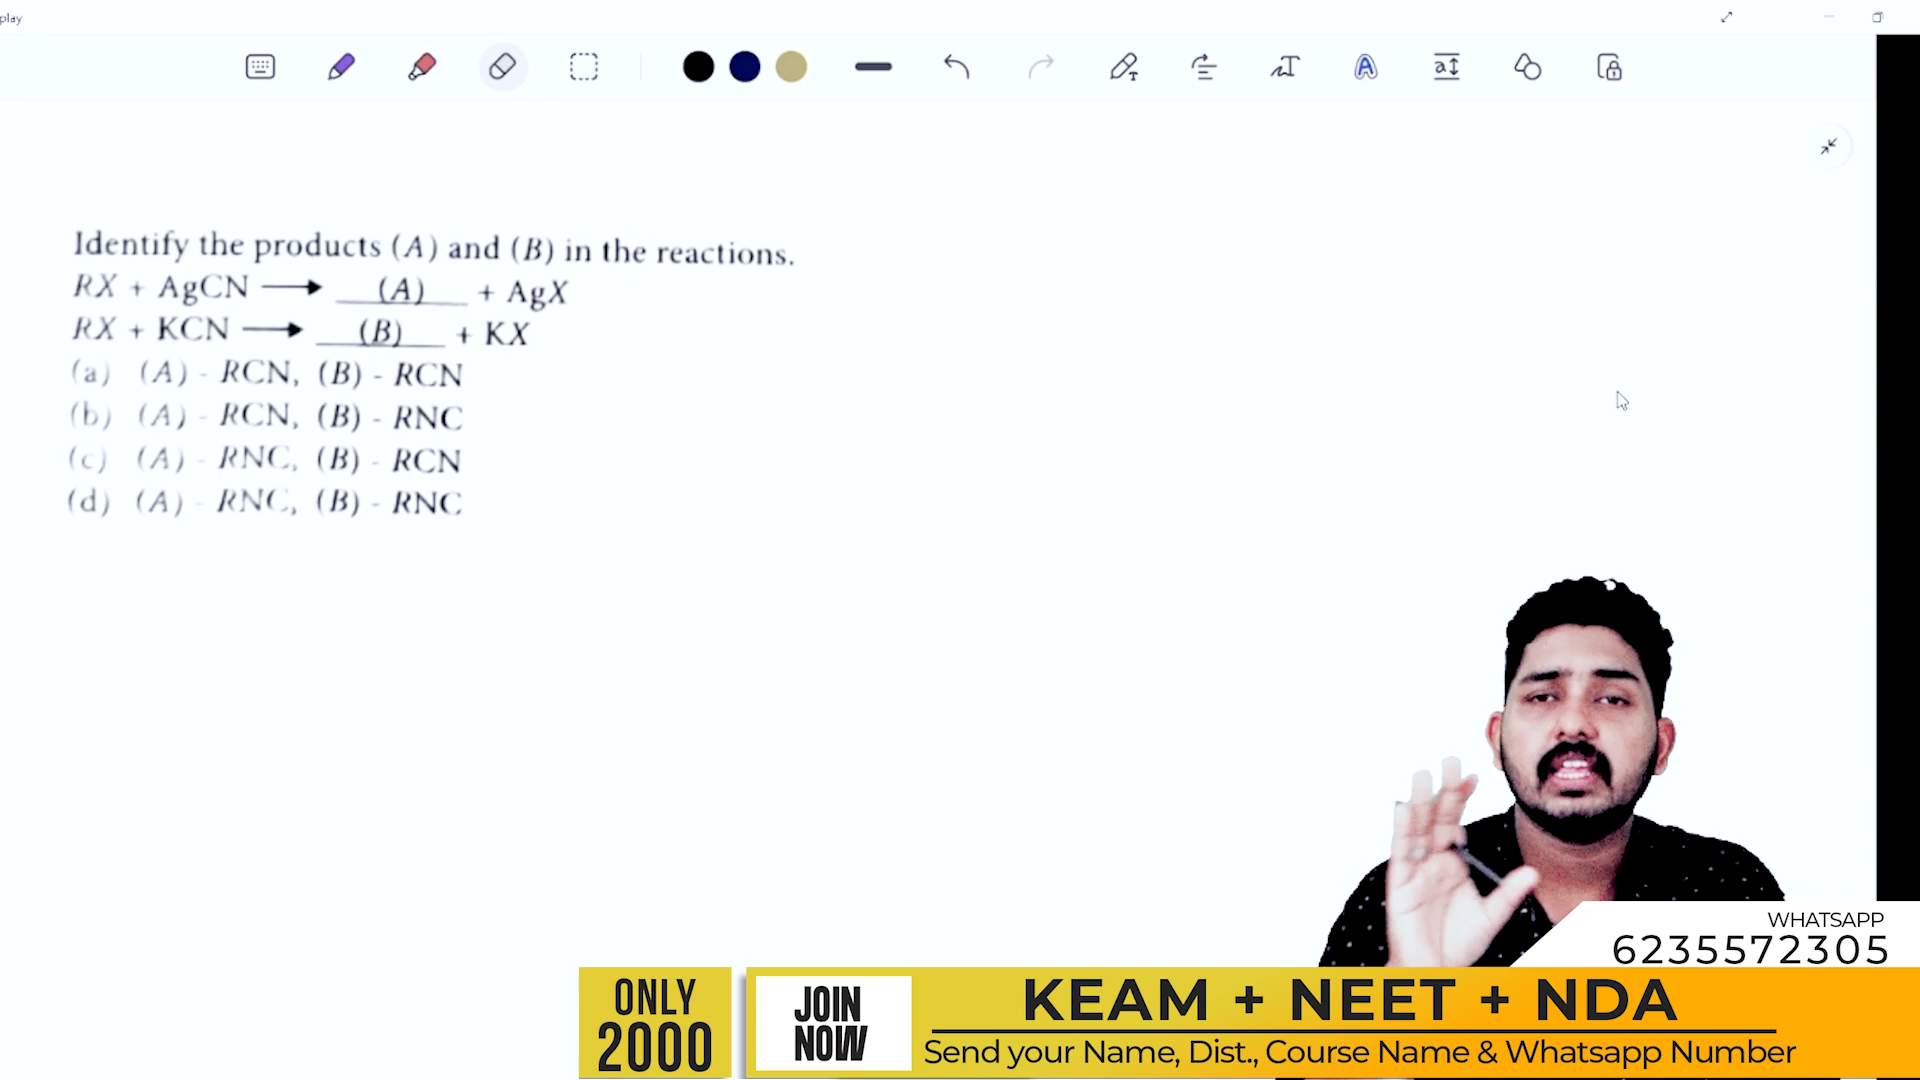 play
Identify the products (A) and (B) in the reactions.
RX + AgCN ⟶ (A) + AgX
RX + KCN ⟶ (B) + KX
(a) (A) - RCN, (B) - RCN
(b) (A) - RCN, (B) - RNC
(c) (A) - RNC, (B) - RCN
(d) (A) - RNC, (B) - RNC
WHATSAPP
6235572305
ONLY
2000
JOIN
NOW
KEAM + NEET + NDA
Send your Name, Dist., Course Name & Whatsapp Number